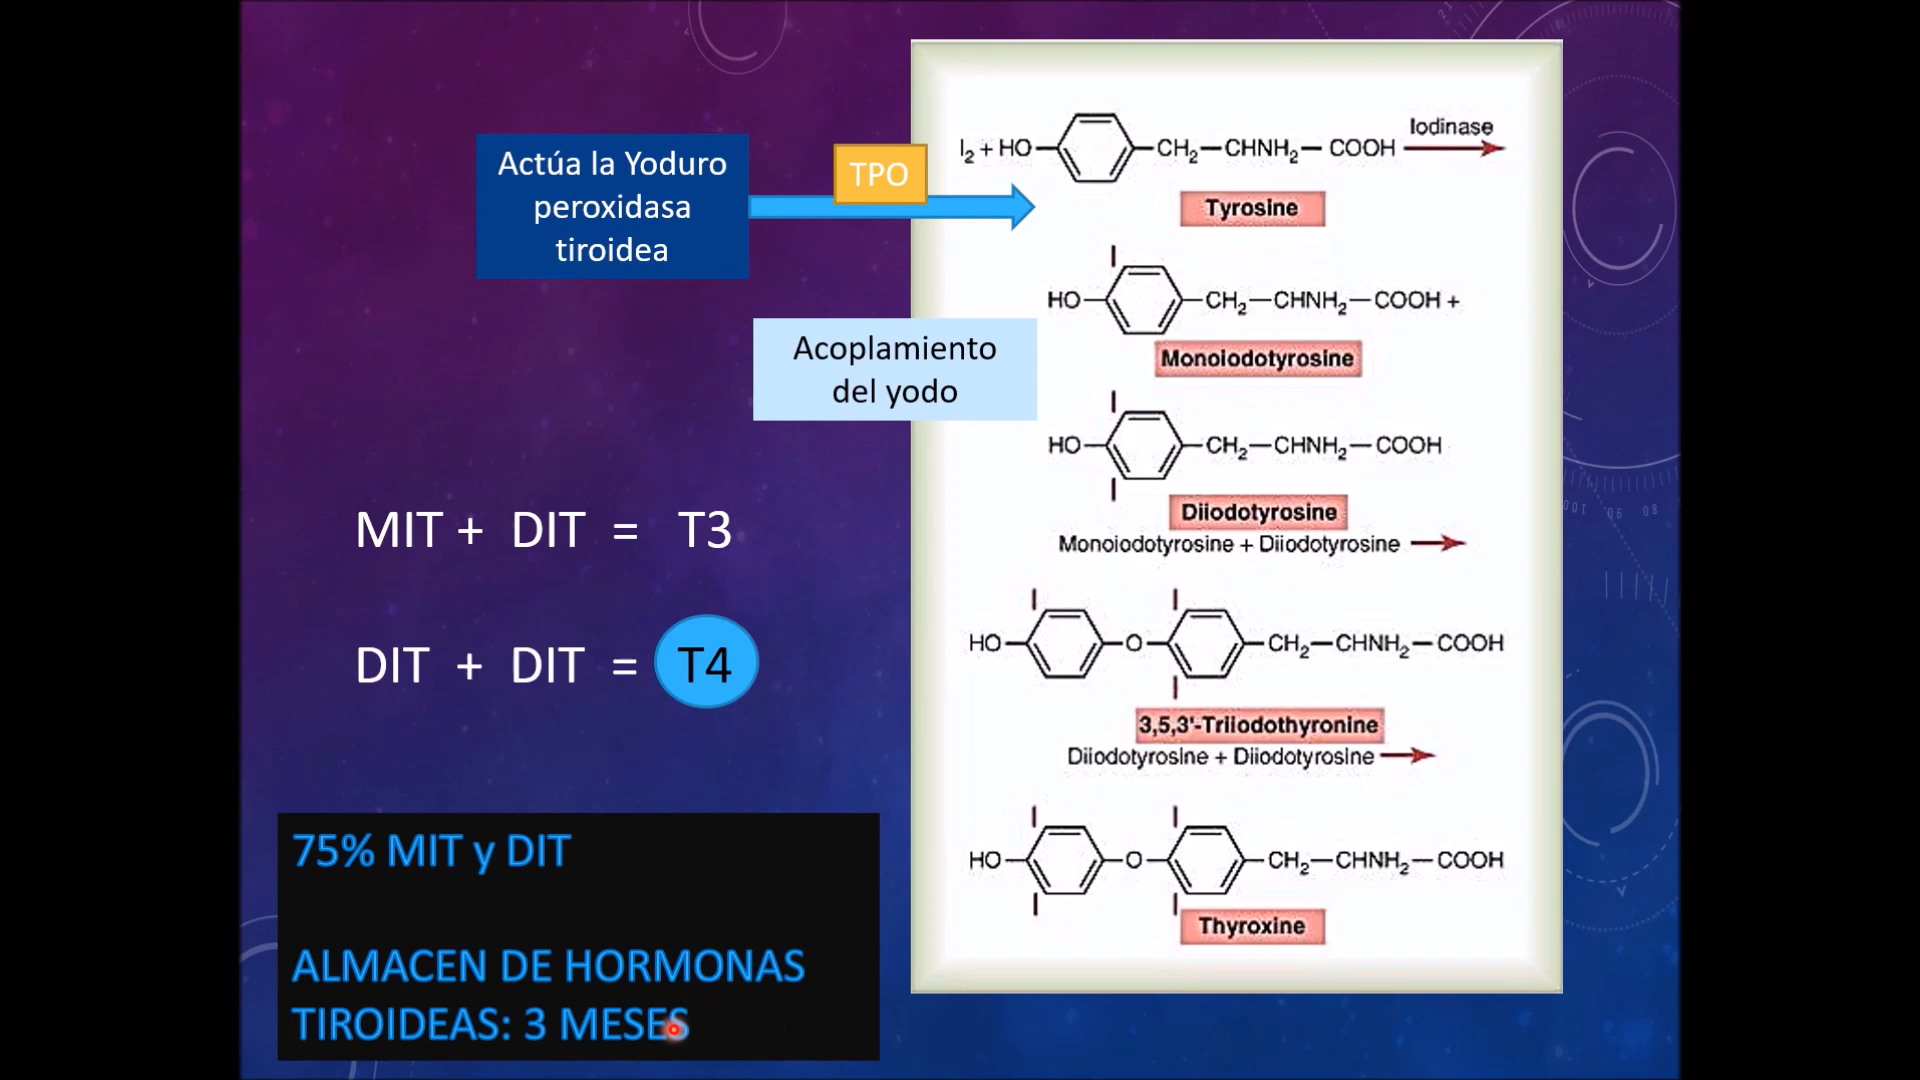 Actúa la Yoduro
peroxidasa
tiroidea
TPO
I2 + HO CH2—CHNH2—COOH
Iodinase
Tyrosine
I
HO CH2—CHNH2—COOH +
Monoiodotyrosine
Acoplamiento
del yodo
I
HO CH2—CHNH2—COOH
I
Diiodotyrosine
Monoiodotyrosine + Diiodotyrosine
MIT + DIT = T3
I I
HO O CH2—CHNH2—COOH
I
3,5,3'-Triiodothyronine
DIT + DIT = T4
Diiodotyrosine + Diiodotyrosine
I I
HO O CH2—CHNH2—COOH
I I
Thyroxine
75% MIT y DIT
ALMACEN DE HORMONAS
TIROIDEAS: 3 MESES